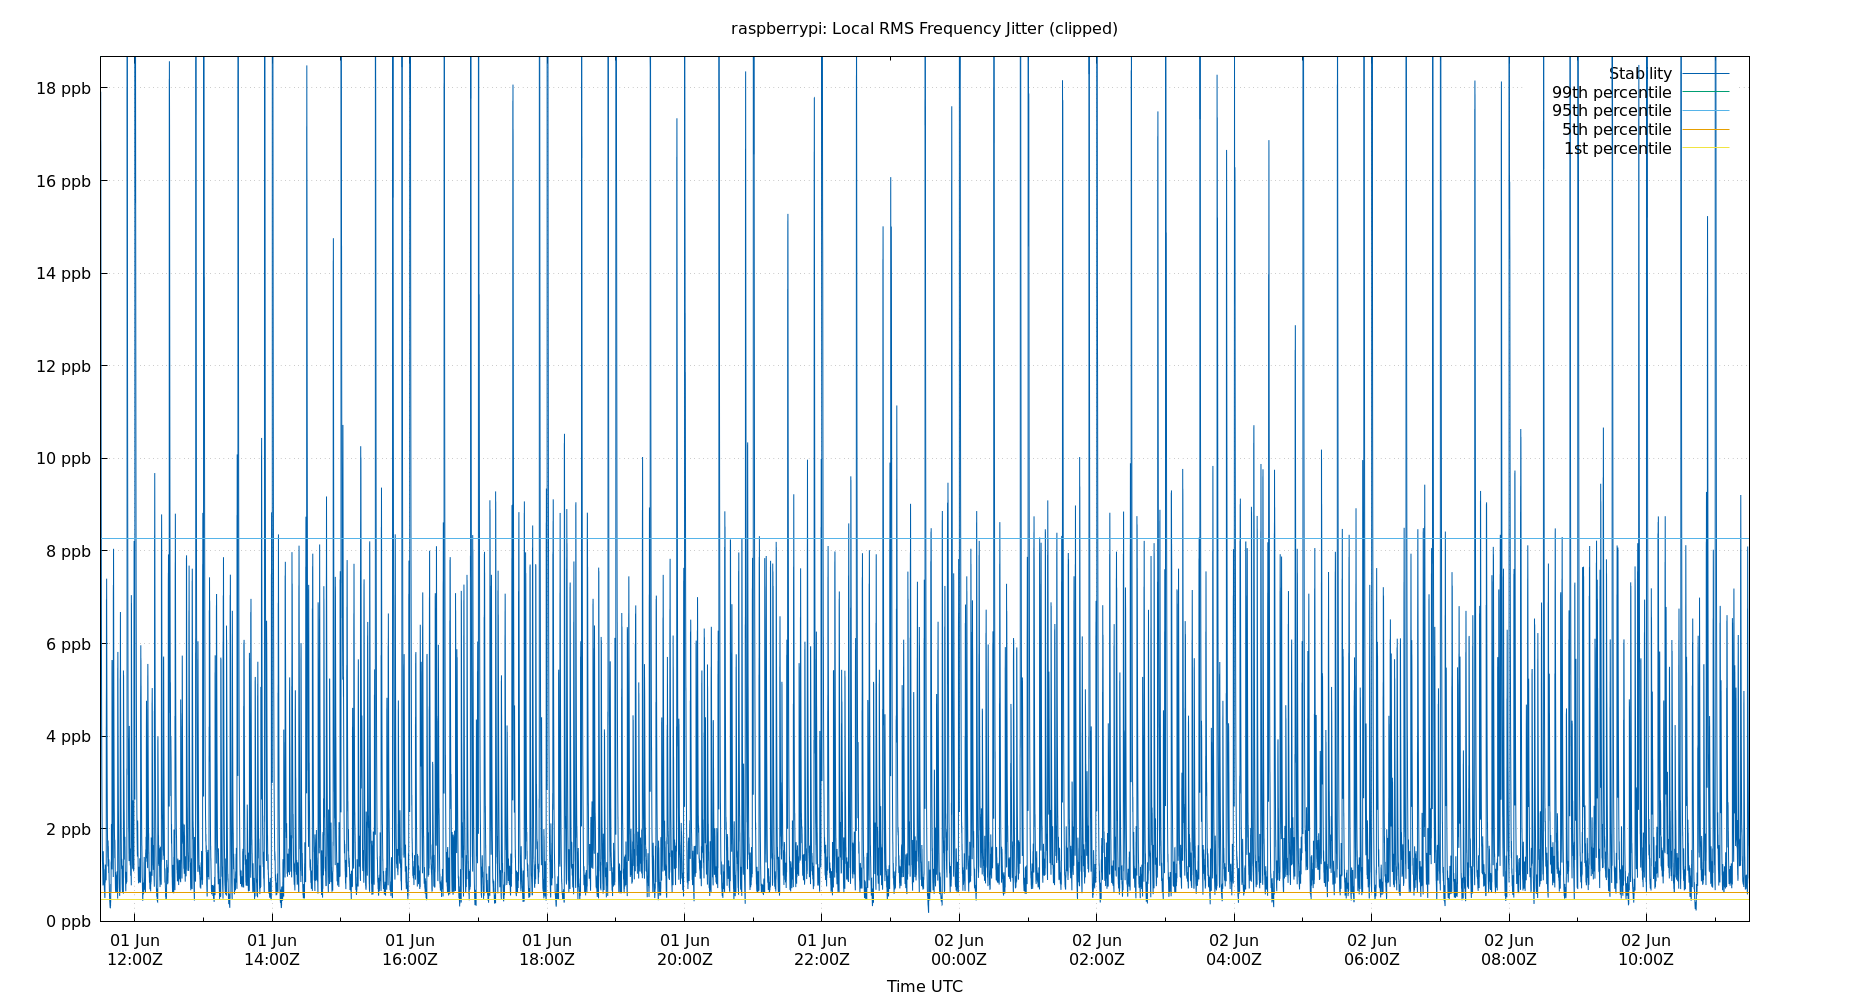 raspberrypi: Local RMS Frequency Jitter (clipped)
18 ppb
16 ppb
14 ppb
12 ppb
10 ppb
8 ppb
6 ppb
4 ppb
2 ppb
0 ppb
Stability
99th percentile
95th percentile
5th percentile
1st percentile
01 Jun 01 Jun 01 Jun 01 Jun 01 Jun 01 Jun 02 Jun 02 Jun 02 Jun 02 Jun 02 Jun 02 Jun
12:00Z 14:00Z 16:00Z 18:00Z 20:00Z 22:00Z 00:00Z 02:00Z 04:00Z 06:00Z 08:00Z 10:00Z
Time UTC